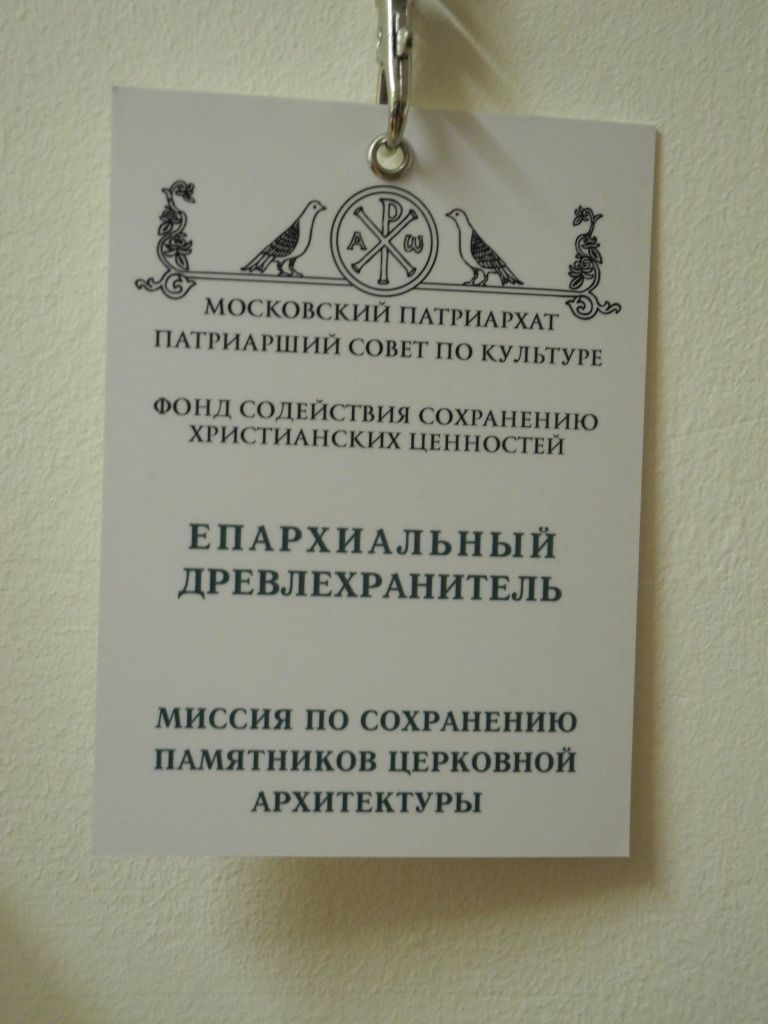 Α Ρ ω
МОСКОВСКИЙ ПАТРИАРХАТ
ПАТРИАРШИЙ СОВЕТ ПО КУЛЬТУРЕ
ФОНД СОДЕЙСТВИЯ СОХРАНЕНИЮ
ХРИСТИАНСКИХ ЦЕННОСТЕЙ
ЕПАРХИАЛЬНЫЙ
ДРЕВЛЕХРАНИТЕЛЬ
МИССИЯ ПО СОХРАНЕНИЮ
ПАМЯТНИКОВ ЦЕРКОВНОЙ
АРХИТЕКТУРЫ